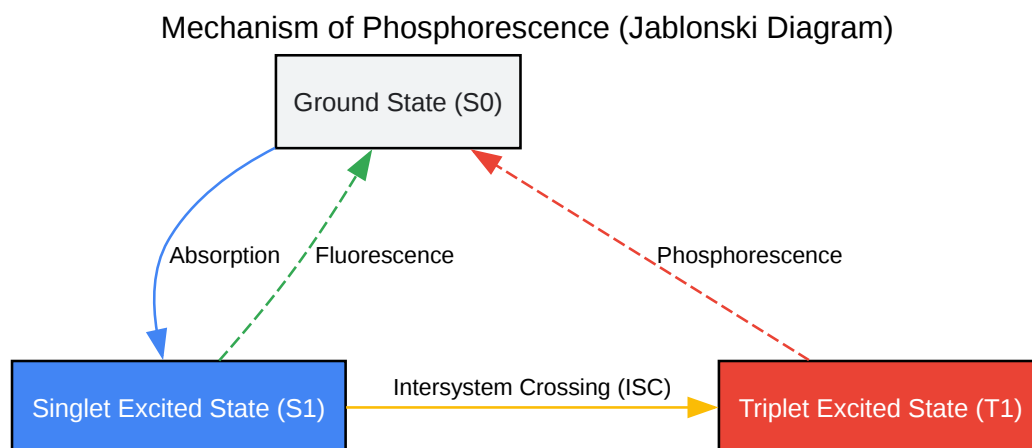 Mechanism of Phosphorescence (Jablonski Diagram)
Ground State (S0)
Absorption
Fluorescence
Phosphorescence
Intersystem Crossing (ISC)
Singlet Excited State (S1)
Triplet Excited State (T1)